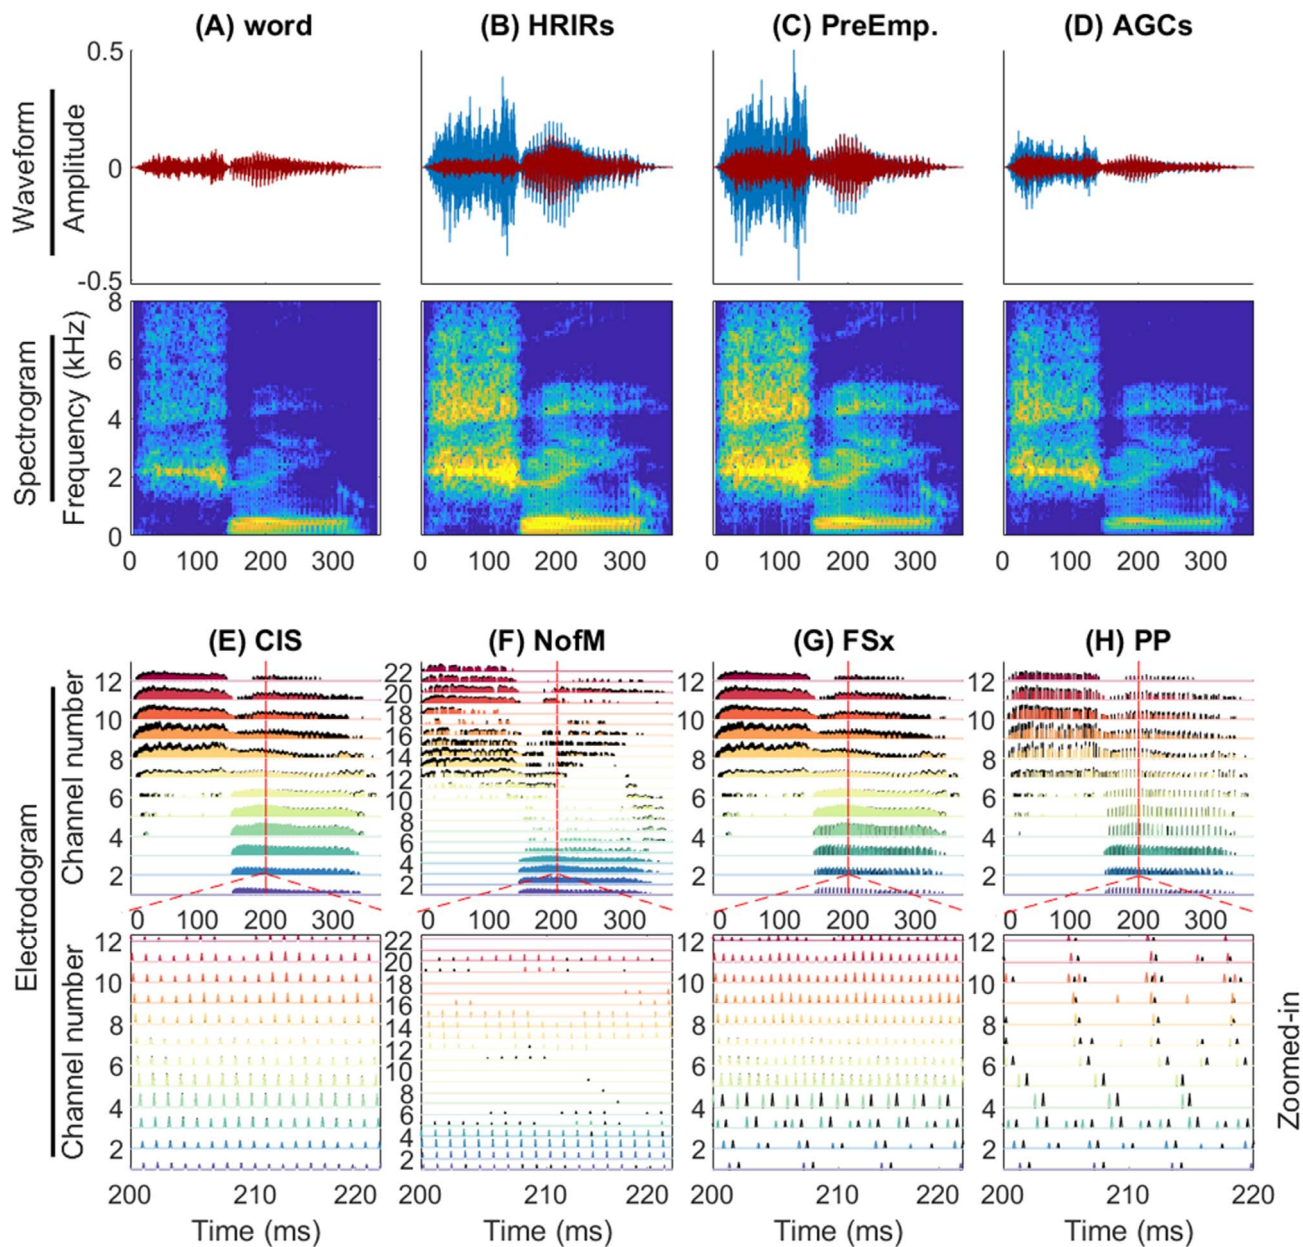 (A) word (B) HRIRs (C) PreEmp. (D) AGCs
Waveform
Amplitude
0.5
0
-0.5
Spectrogram
Frequency (kHz)
8
6
4
2
0
0 100 200 300 0 100 200 300 0 100 200 300 0 100 200 300
(E) CIS (F) NofM (G) FSx (H) PP
Electrodogram
Channel number
12 22 12 12
20
10 18 10 10
16
8 14 8 8
12
6 10 6 6
8
4 6 4 4
4
2 2 2 2
0 100 200 300 0 100 200 300 0 100 200 300 0 100 200 300
Channel number
12 22 12 12
20
10 18 10 10
16
8 14 8 8
12
6 10 6 6
8
4 6 4 4
4
2 2 2 2
Zoomed-in
200 210 220 200 210 220 200 210 220 200 210 220
Time (ms) Time (ms) Time (ms) Time (ms)